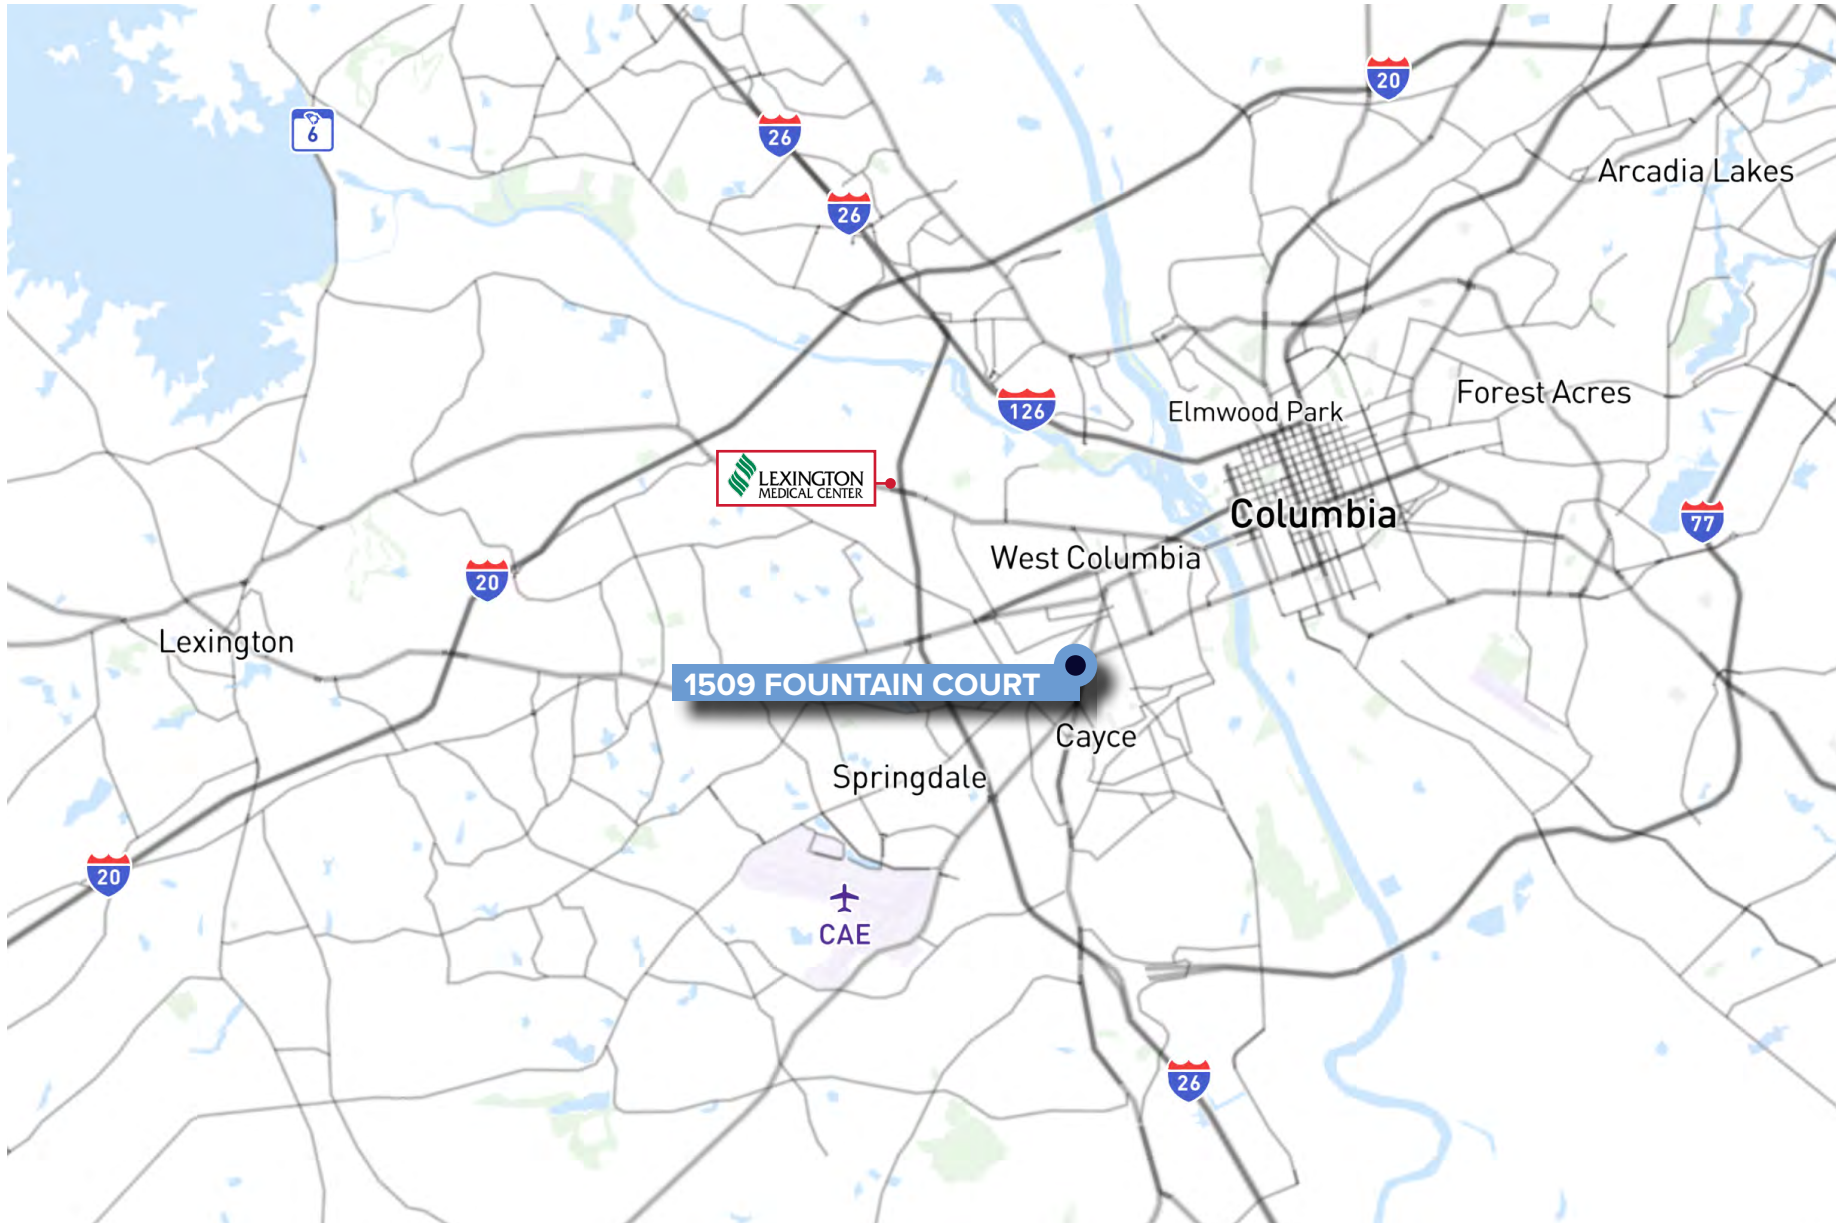 20
6
26
Arcadia Lakes
26
Forest Acres
126
Elmwood Park
LEXINGTON
MEDICAL CENTER
Columbia
77
West Columbia
20
Lexington
1509 FOUNTAIN COURT
Cayce
Springdale
20
CAE
26